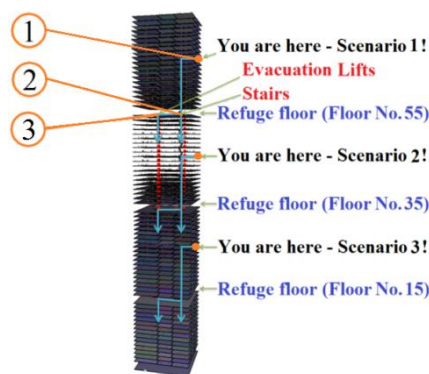 1
You are here - Scenario 1!
Evacuation Lifts
2
Stairs
3
Refuge floor (Floor No.55)
You are here - Scenario 2!
Refuge floor (Floor No.35)
You are here - Scenario 3!
Refuge floor (Floor No.15)